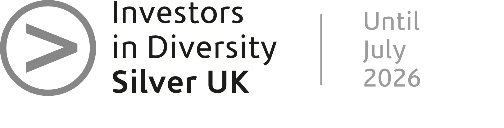 Investors
in Diversity
Silver UK
Until
July
2026